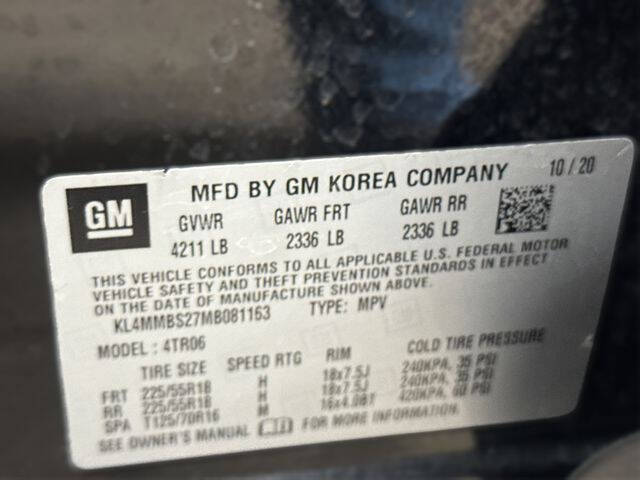 GM
MFD BY GM KOREA COMPANY 10/20
GVWR GAWR FRT GAWR RR
4211 LB 2336 LB 2336 LB
THIS VEHICLE CONFORMS TO ALL APPLICABLE U.S. FEDERAL MOTOR
VEHICLE SAFETY AND THEFT PREVENTION STANDARDS IN EFFECT
ON THE DATE OF MANUFACTURE SHOWN ABOVE.
KL4MMBS27MB081163 TYPE: MPV
MODEL: 4TR06
TIRE SIZE SPEED RTG RIM COLD TIRE PRESSURE
FRT 225/55R18 H 18x7.5J 240KPA, 35 PSI
RR 225/55R18 H 18x7.5J 240KPA, 35 PSI
SPA T125/70R16 M 16x4.0BT 420KPA, 60 PSI
SEE OWNER'S MANUAL FOR MORE INFORMATION.